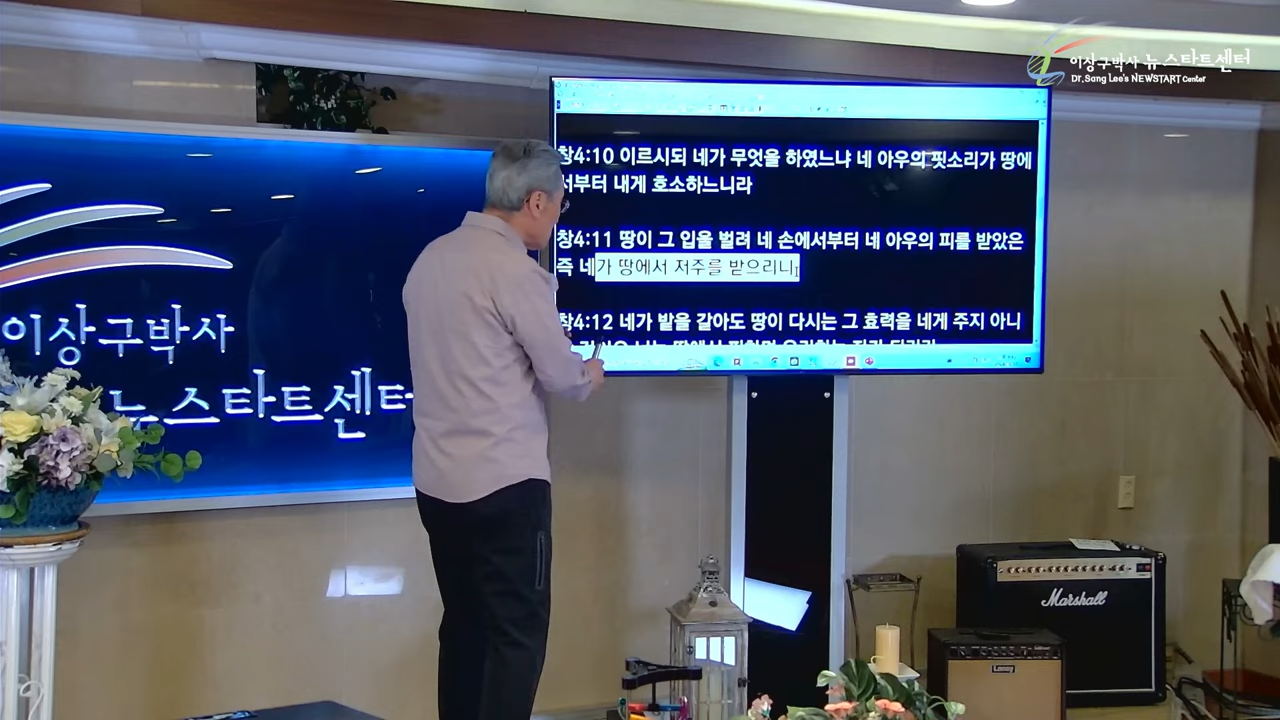 이상구박사 뉴스타트센터
Dr. Sang Lee's NEWSTART Center
창4:10 이르시되 네가 무엇을 하였느냐 네 아우의 핏소리가 땅에
서부터 내게 호소하느니라
창4:11 땅이 그 입을 벌려 네 손에서부터 네 아우의 피를 받았은
즉 네가 땅에서 저주를 받으리니
창4:12 네가 밭을 갈아도 땅이 다시는 그 효력을 네게 주지 아니
이상구박사
뉴스타트센터
Marshall
Laney